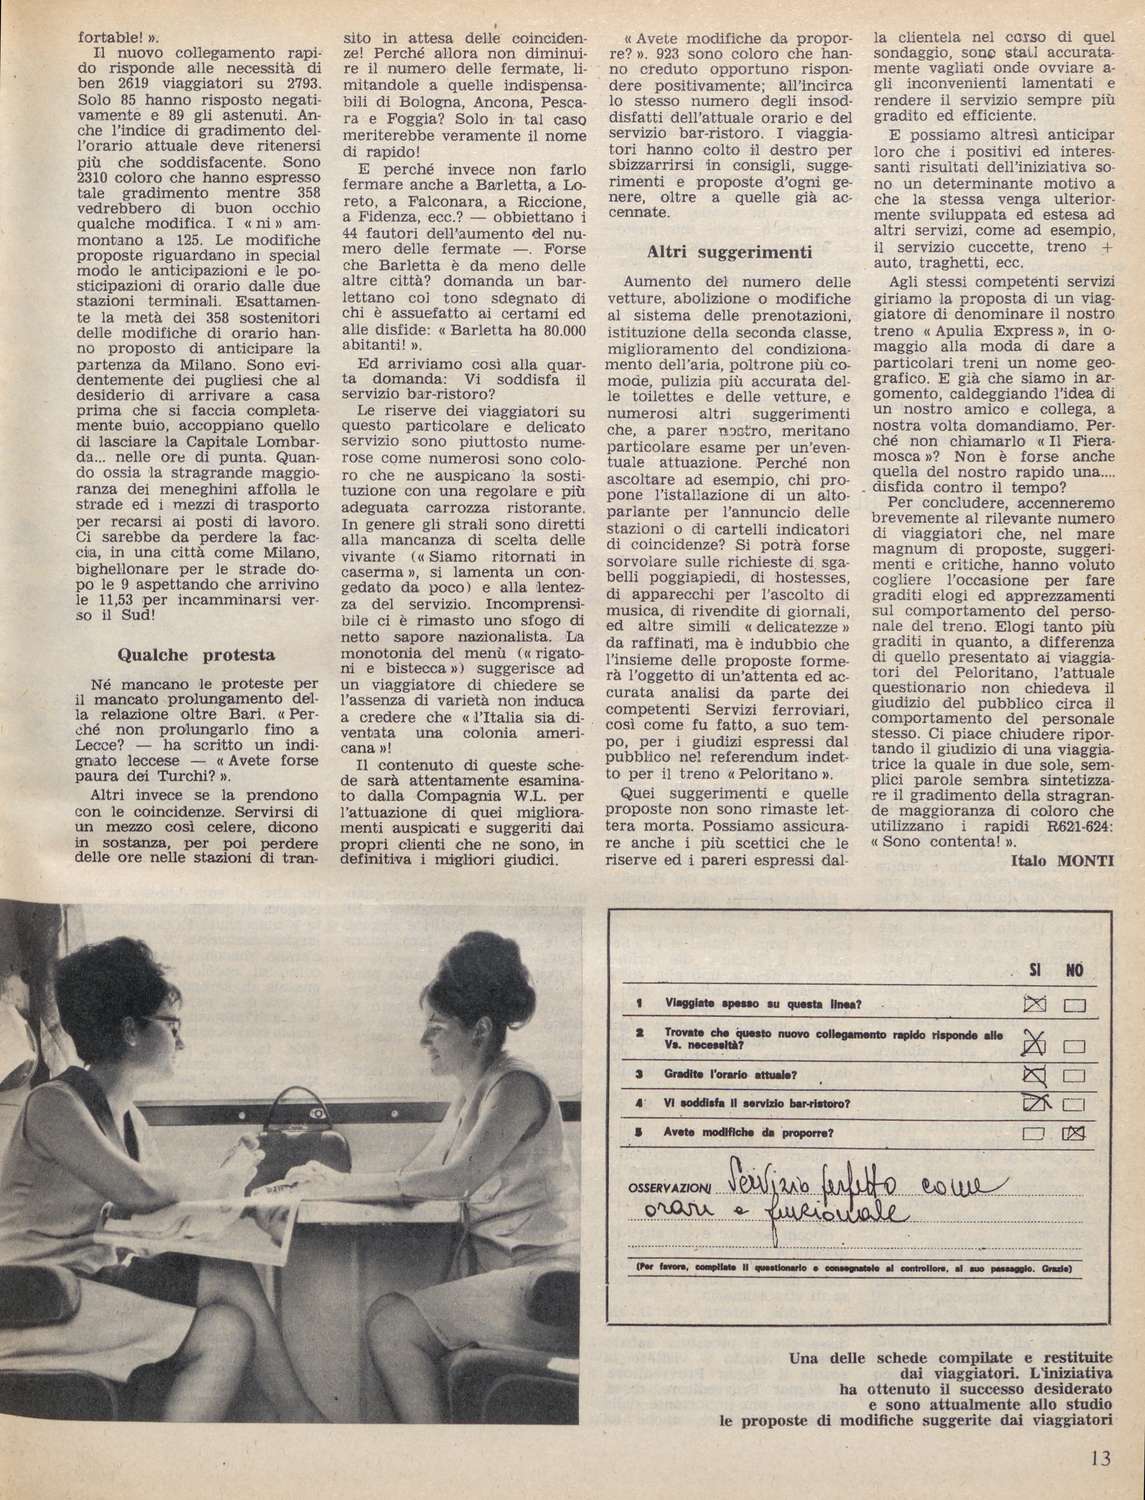 fortable! ».
Il nuovo collegamento rapi-
do risponde alle necessità di
ben 2619 viaggiatori su 2793.
Solo 85 hanno risposto negati-
vamente e 89 gli astenuti. An-
che l'indice di gradimento del-
l'orario attuale deve ritenersi
più che soddisfacente. Sono
2310 coloro che hanno espresso
tale gradimento mentre 358
vedrebbero di buon occhio
qualche modifica. I « ni » am-
montano a 125. Le modifiche
proposte riguardano in special
modo le anticipazioni e le po-
sticipazioni di orario dalle due
stazioni terminali. Esattamen-
te la metà dei 358 sostenitori
delle modifiche di orario han-
no proposto di anticipare la
partenza da Milano. Sono evi-
dentemente dei pugliesi che al
desiderio di arrivare a casa
prima che si faccia completa-
mente buio, accoppiano quello
di lasciare la Capitale Lombar-
da... nelle ore di punta. Quan-
do ossia la stragrande maggio-
ranza dei meneghini affolla le
strade ed i mezzi di trasporto
per recarsi ai posti di lavoro.
Ci sarebbe da perdere la fac-
cia, in una città come Milano,
bighellonare per le strade do-
po le 9 aspettando che arrivino
le 11,53 per incamminarsi ver-
so il Sud!
Qualche protesta
Né mancano le proteste per
il mancato prolungamento del-
la relazione oltre Bari. « Per-
ché non prolungarlo fino a
Lecce? — ha scritto un indi-
gnato leccese — « Avete forse
paura dei Turchi? ».
Altri invece se la prendono
con le coincidenze. Servirsi di
un mezzo così celere, dicono
in sostanza, per poi perdere
delle ore nelle stazioni di tran-
sito in attesa delle coinciden-
ze! Perché allora non diminui-
re il numero delle fermate, li-
mitandole a quelle indispensa-
bili di Bologna, Ancona, Pesca-
ra e Foggia? Solo in tal caso
meriterebbe veramente il nome
di rapido!
E perché invece non farlo
fermare anche a Barletta, a Lo-
reto, a Falconara, a Riccione,
a Fidenza, ecc.? — obbiettano i
44 fautori dell'aumento del nu-
mero delle fermate —. Forse
che Barletta è da meno delle
altre città? domanda un bar-
lettano col tono sdegnato di
chi è assuefatto ai certami ed
alle disfide: « Barletta ha 80.000
abitanti! ».
Ed arriviamo così alla quar-
ta domanda: Vi soddisfa il
servizio bar-ristoro?
Le riserve dei viaggiatori su
questo particolare e delicato
servizio sono piuttosto nume-
rose come numerosi sono colo-
ro che ne auspicano la sosti-
tuzione con una regolare e più
adeguata carrozza ristorante.
In genere gli strali sono diretti
alla mancanza di scelta delle
vivante (« Siamo ritornati in
caserma », si lamenta un con-
gedato da poco) e alla lentez-
za del servizio. Incomprensi-
bile ci è rimasto uno sfogo di
netto sapore nazionalista. La
monotonia del menù (« rigato-
ni e bistecca ») suggerisce ad
un viaggiatore di chiedere se
l'assenza di varietà non induca
a credere che « l'Italia sia di-
ventata una colonia ameri-
cana »!
Il contenuto di queste sche-
de sarà attentamente esamina-
to dalla Compagnia W.L. per
l'attuazione di quei migliora-
menti auspicati e suggeriti dai
propri clienti che ne sono, in
definitiva i migliori giudici.
« Avete modifiche da propor-
re? ». 923 sono coloro che han-
no creduto opportuno rispon-
dere positivamente; all'incirca
lo stesso numero degli insod-
disfatti dell'attuale orario e del
servizio bar-ristoro. I viaggia-
tori hanno colto il destro per
sbizzarrirsi in consigli, sugge-
rimenti e proposte d'ogni ge-
nere, oltre a quelle già ac-
cennate.
Altri suggerimenti
Aumento del numero delle
vetture, abolizione o modifiche
al sistema delle prenotazioni,
istituzione della seconda classe,
miglioramento del condiziona-
mento dell'aria, poltrone più co-
mode, pulizia più accurata del-
le toilettes e delle vetture, e
numerosi altri suggerimenti
che, a parer nostro, meritano
particolare esame per un'even-
tuale attuazione. Perché non
ascoltare ad esempio, chi pro-
pone l'istallazione di un alto-
parlante per l'annuncio delle
stazioni o di cartelli indicatori
di coincidenze? Si potrà forse
sorvolare sulle richieste di sga-
belli poggiapiedi, di hostesses,
di apparecchi per l'ascolto di
musica, di rivendite di giornali,
ed altre simili « delicatezze »
da raffinati, ma è indubbio che
l'insieme delle proposte forme-
rà l'oggetto di un'attenta ed ac-
curata analisi da parte dei
competenti Servizi ferroviari,
così come fu fatto, a suo tem-
po, per i giudizi espressi dal
pubblico nel referendum indet-
to per il treno « Peloritano ».
Quei suggerimenti e quelle
proposte non sono rimaste let-
tera morta. Possiamo assicura-
re anche i più scettici che le
riserve ed i pareri espressi dal-
la clientela nel corso di quel
sondaggio, sono stati accurata-
mente vagliati onde ovviare a-
gli inconvenienti lamentati e
rendere il servizio sempre più
gradito ed efficiente.
E possiamo altresì anticipar
loro che i positivi ed interes-
santi risultati dell'iniziativa so-
no un determinante motivo a
che la stessa venga ulterior-
mente sviluppata ed estesa ad
altri servizi, come ad esempio,
il servizio cuccette, treno +
auto, traghetti, ecc.
Agli stessi competenti servizi
giriamo la proposta di un viag-
giatore di denominare il nostro
treno « Apulia Express », in o-
maggio alla moda di dare a
particolari treni un nome geo-
grafico. E già che siamo in ar-
gomento, caldeggiando l'idea di
un nostro amico e collega, a
nostra volta domandiamo. Per-
ché non chiamarlo « Il Fiera-
mosca »? Non è forse anche
quella del nostro rapido una....
disfida contro il tempo?
Per concludere, accenneremo
brevemente al rilevante numero
di viaggiatori che, nel mare
magnum di proposte, suggeri-
menti e critiche, hanno voluto
cogliere l'occasione per fare
graditi elogi ed apprezzamenti
sul comportamento del perso-
nale del treno. Elogi tanto più
graditi in quanto, a differenza
di quello presentato ai viaggia-
tori del Peloritano, l'attuale
questionario non chiedeva il
giudizio del pubblico circa il
comportamento del personale
stesso. Ci piace chiudere ripor-
tando il giudizio di una viaggia-
trice la quale in due sole, sem-
plici parole sembra sintetizza-
re il gradimento della stragran-
de maggioranza di coloro che
utilizzano i rapidi R621-624:
« Sono contenta! ».
Italo MONTI
SI NO
1 Viaggiate spesso su questa linea?
2 Trovate che questo nuovo collegamento rapido risponde alle
Vs. necessità?
3 Gradite l'orario attuale?
4 Vi soddisfa il servizio bar-ristoro?
5 Avete modifiche da proporre?
OSSERVAZIONI Servizio perfetto come
orari e funzionale
(Per favore, compilate il questionario e consegnatelo al controllore, al suo passaggio. Grazie)
Una delle schede compilate e restituite
dai viaggiatori. L'iniziativa
ha ottenuto il successo desiderato
e sono attualmente allo studio
le proposte di modifiche suggerite dai viaggiatori
13